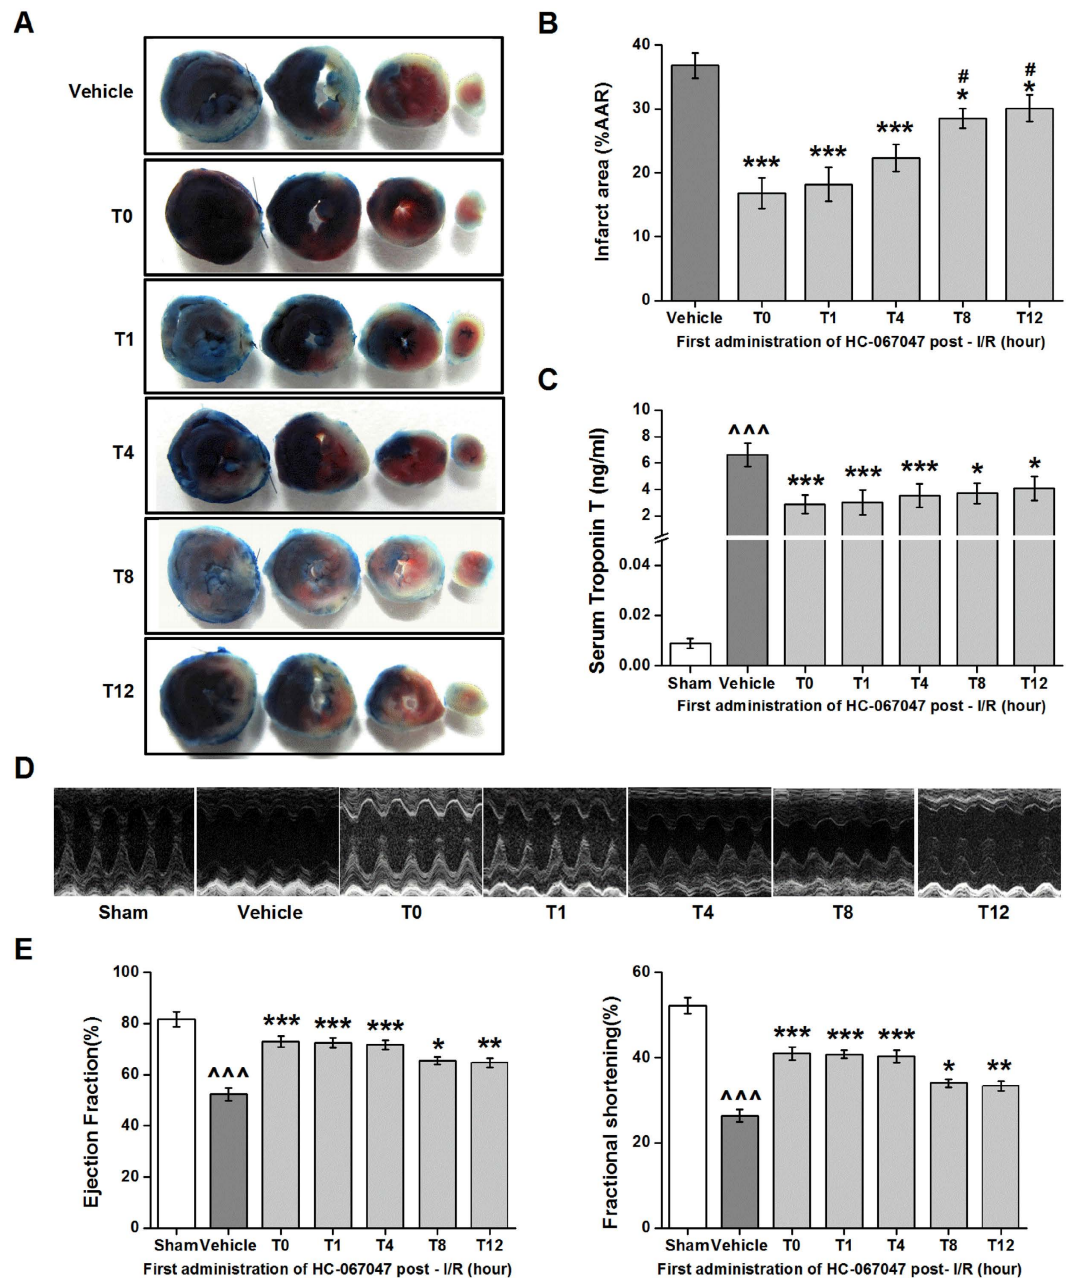 A
Vehicle
T0
T1
T4
T8
T12
B
Infarct area (%AAR)
40
30
20
10
0
***
***
***
#
*
#
*
Vehicle T0 T1 T4 T8 T12
First administration of HC-067047 post - I/R (hour)
C
Serum Troponin T (ng/ml)
10
8
6
4
2
0.04
0.02
0.00
^^^
***
***
***
*
*
Sham Vehicle T0 T1 T4 T8 T12
First administration of HC-067047 post - I/R (hour)
D
Sham Vehicle T0 T1 T4 T8 T12
E
Ejection Fraction(%)
100
80
60
40
20
0
^^^
***
***
***
*
**
Sham Vehicle T0 T1 T4 T8 T12
First administration of HC-067047 post - I/R (hour)
Fractional shortening(%)
60
40
20
0
^^^
***
***
***
*
**
Sham Vehicle T0 T1 T4 T8 T12
First administration of HC-067047 post- I/R (hour)